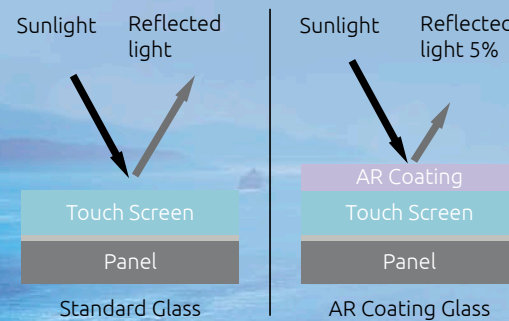 Sunlight
Reflected
light
Touch Screen
Panel
Standard Glass
Sunlight
Reflected
light 5%
AR Coating
Touch Screen
Panel
AR Coating Glass